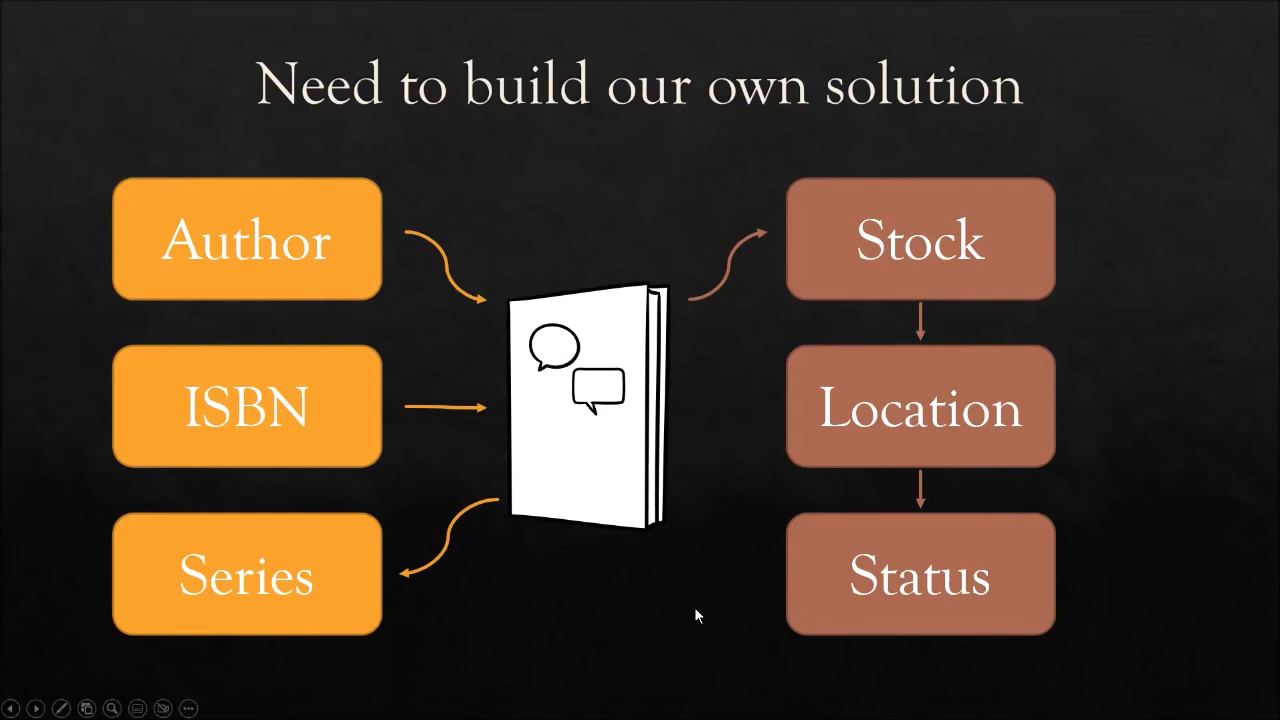 Need to build our own solution
Author
ISBN
Series
Stock
Location
Status